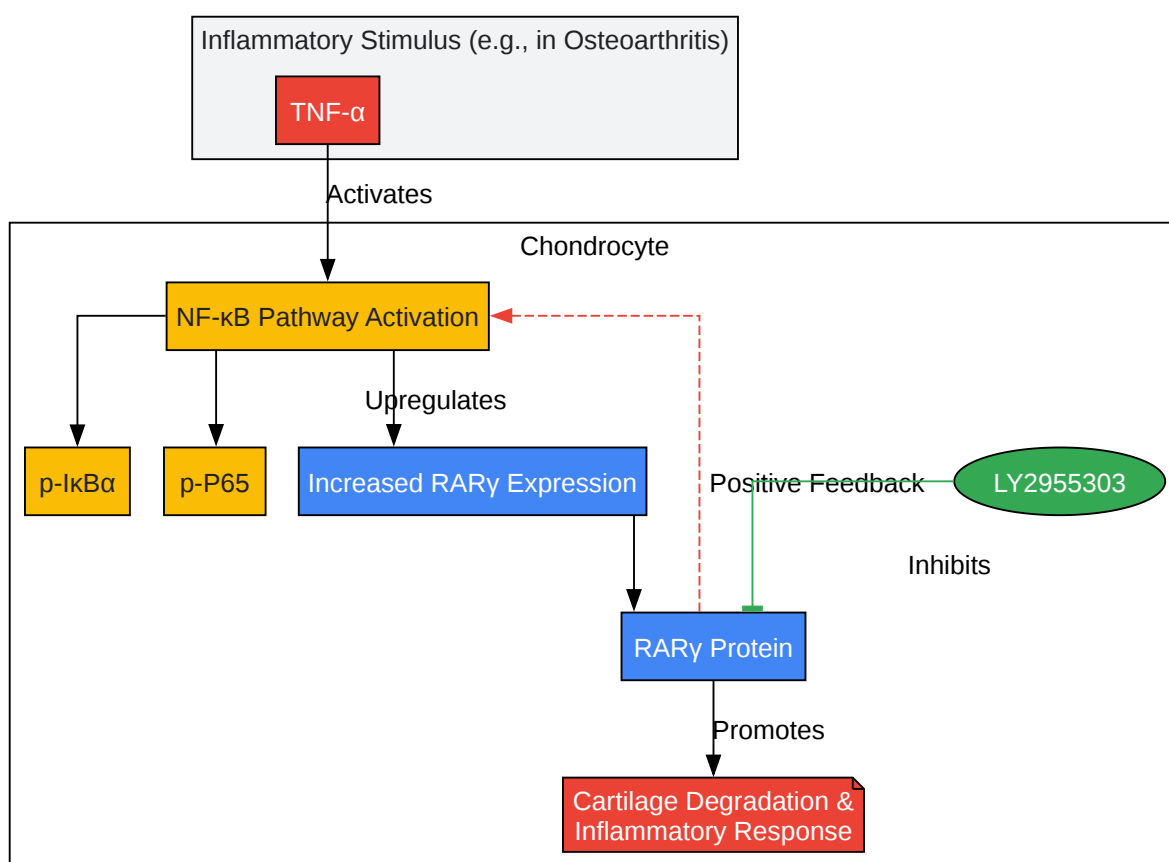 Inflammatory Stimulus (e.g., in Osteoarthritis)
TNF-α
Activates
Chondrocyte
NF-κB Pathway Activation
Upregulates
p-IκBα
p-P65
Increased RARγ Expression
Positive Feedback
LY2955303
Inhibits
RARγ Protein
Promotes
Cartilage Degradation &
Inflammatory Response